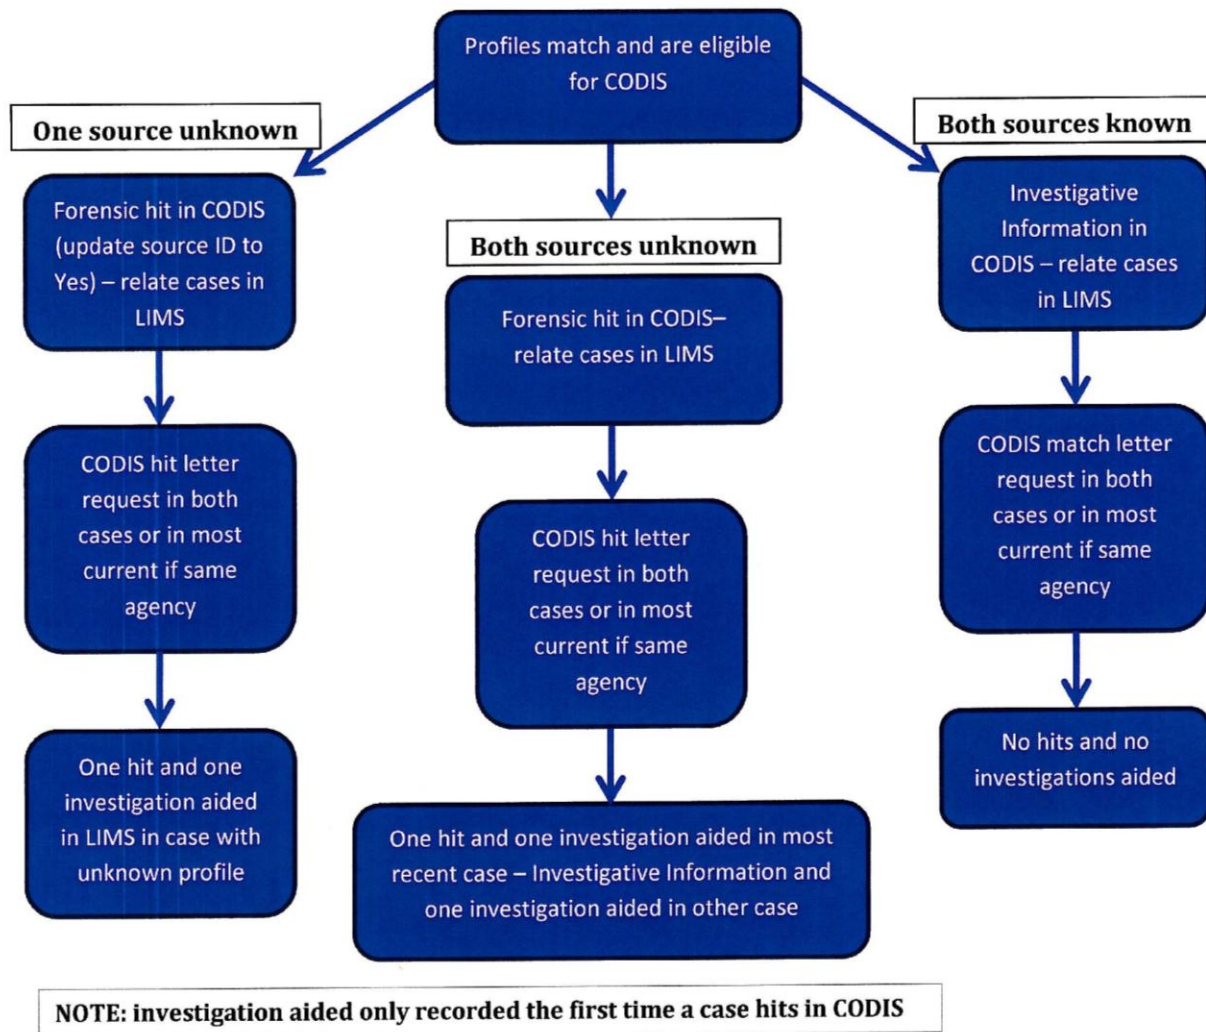 Profiles match and are eligible
for CODIS
One source unknown
Forensic hit in CODIS
(update source ID to
Yes) – relate cases in
LIMS
CODIS hit letter
request in both
cases or in most
current if same
agency
One hit and one
investigation aided
in LIMS in case with
unknown profile
Both sources unknown
Forensic hit in CODIS–
relate cases in LIMS
CODIS hit letter
request in both
cases or in most
current if same
agency
One hit and one investigation aided in most
recent case – Investigative Information and
one investigation aided in other case
Both sources known
Investigative
Information in
CODIS – relate cases
in LIMS
CODIS match letter
request in both
cases or in most
current if same
agency
No hits and no
investigations aided
NOTE: investigation aided only recorded the first time a case hits in CODIS